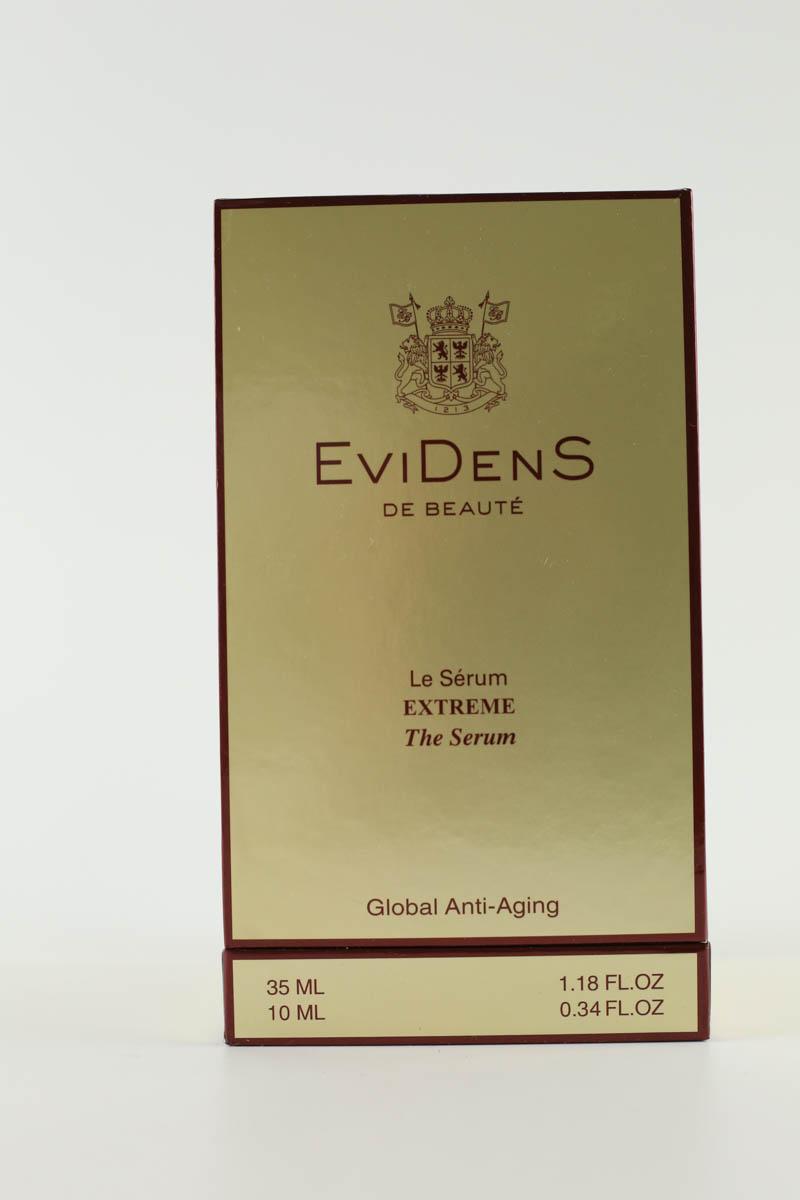 1213
EviDenS
DE BEAUTÉ
Le Sérum
EXTREME
The Serum
Global Anti-Aging
35 ML 1.18 FL.OZ
10 ML 0.34 FL.OZ